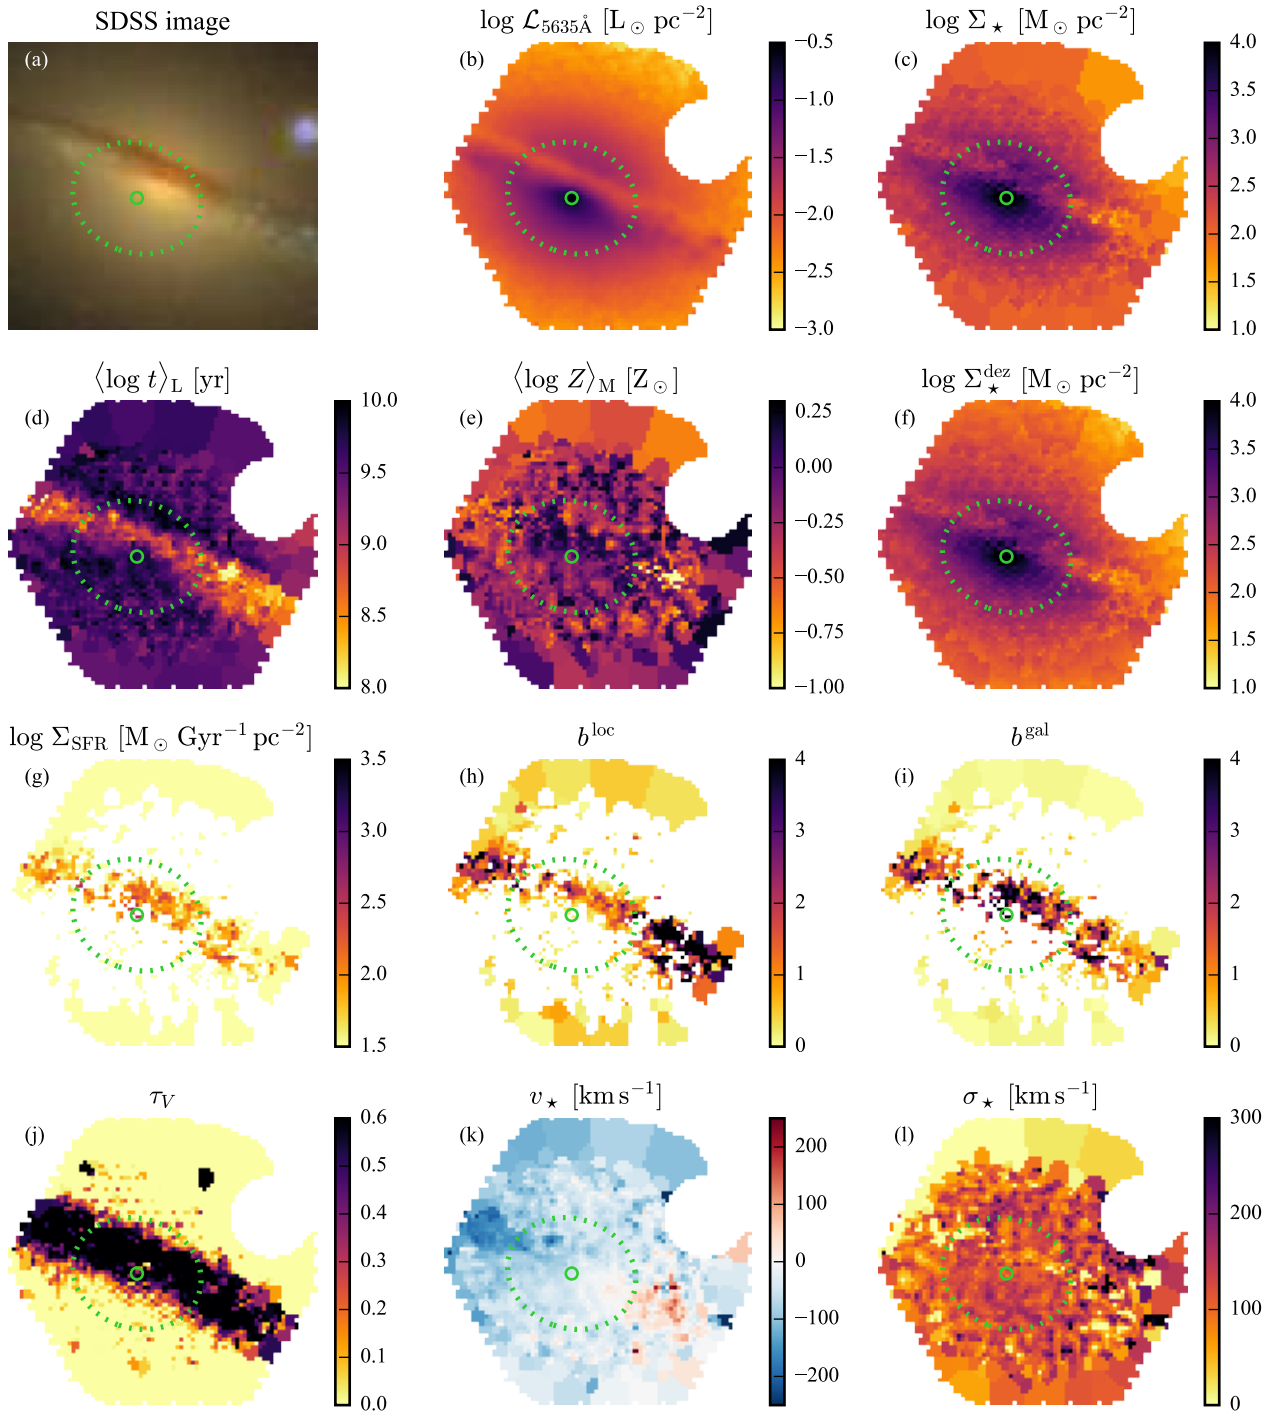 SDSS image
log ℒ5635Å [L⊙ pc−2]
log Σ⋆ [M⊙ pc−2]
(a)
(b)
−0.5
−1.0
−1.5
−2.0
−2.5
−3.0
(c)
4.0
3.5
3.0
2.5
2.0
1.5
1.0
⟨log t⟩L [yr]
⟨log Z⟩M [Z⊙]
log Σ⋆dez [M⊙ pc−2]
(d)
10.0
9.5
9.0
8.5
8.0
(e)
0.25
0.00
−0.25
−0.50
−0.75
−1.00
(f)
4.0
3.5
3.0
2.5
2.0
1.5
1.0
log ΣSFR [M⊙ Gyr−1 pc−2]
bloc
bgal
(g)
3.5
3.0
2.5
2.0
1.5
(h)
4
3
2
1
0
(i)
4
3
2
1
0
τV
v⋆ [km s−1]
σ⋆ [km s−1]
(j)
0.6
0.5
0.4
0.3
0.2
0.1
0.0
(k)
200
100
0
−100
−200
(l)
300
200
100
0